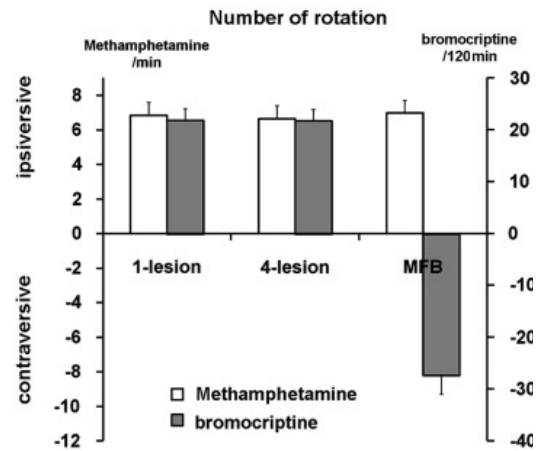 Number of rotation
Methamphetamine
/min
bromocriptine
/120min
ipsiversive
contraversive
8
6
4
2
0
-2
-4
-6
-8
-10
-12
30
20
10
0
-10
-20
-30
-40
1-lesion
4-lesion
MFB
Methamphetamine
bromocriptine